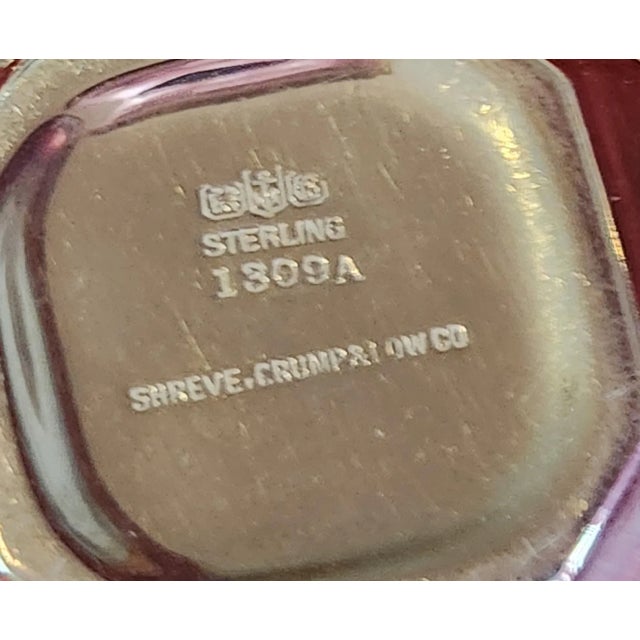 STERLING
1809A
SHREVE, CRUMP & LOW CO